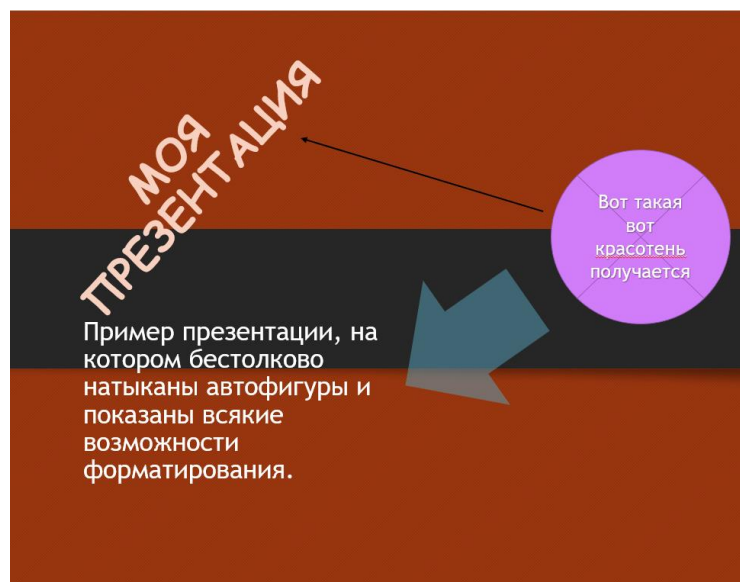 МОЯ
ПРЕЗЕНТАЦИЯ
Вот такая
вот
красотень
получается
Пример презентации, на
котором бестолково
натыканы автофигуры и
показаны всякие
возможности
форматирования.